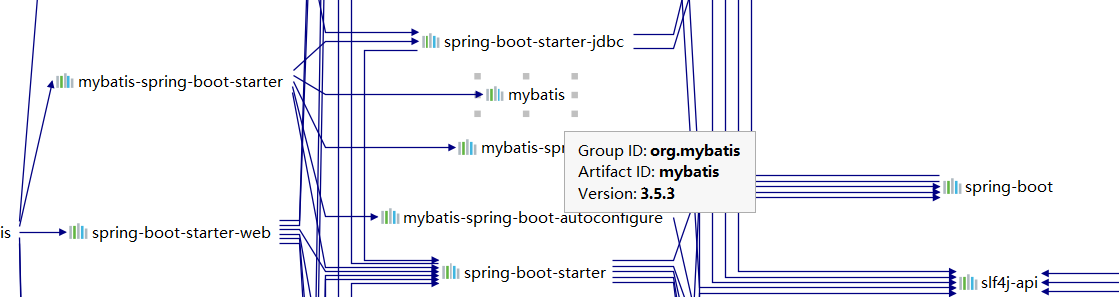 spring-boot-starter-jdbc
mybatis-spring-boot-starter
mybatis
mybatis-spr
Group ID: org.mybatis
Artifact ID: mybatis
Version: 3.5.3
spring-boot
mybatis-spring-boot-autoconfigure
is
spring-boot-starter-web
spring-boot-starter
slf4j-api